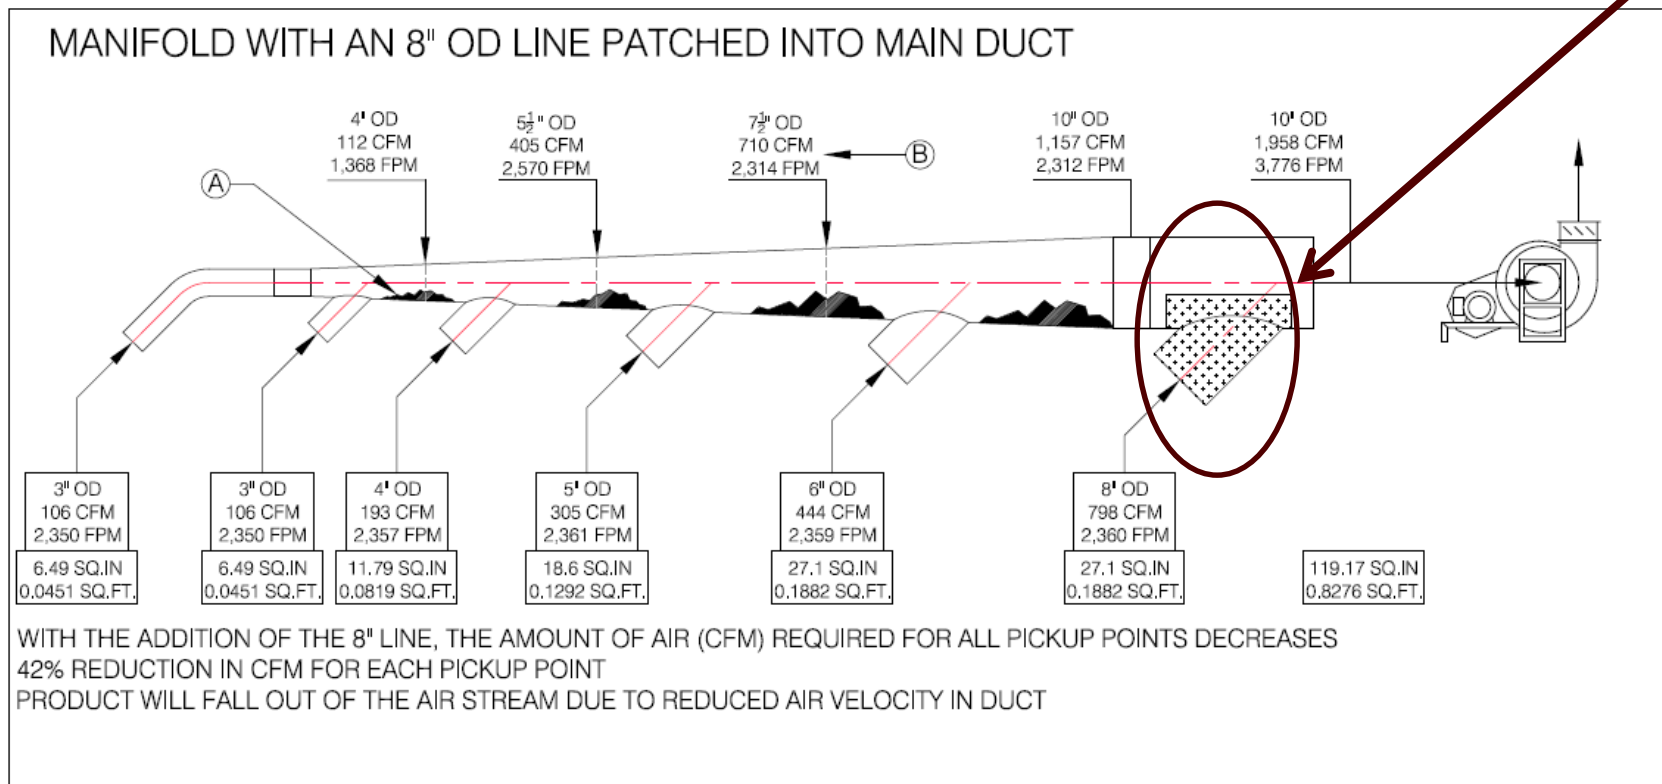 MANIFOLD WITH AN 8" OD LINE PATCHED INTO MAIN DUCT
4" OD
112 CFM
1,368 FPM
5½" OD
405 CFM
2,570 FPM
7½" OD
710 CFM
2,314 FPM
B
10" OD
1,157 CFM
2,312 FPM
10" OD
1,958 CFM
3,776 FPM
A
3" OD
106 CFM
2,350 FPM
6.49 SQ.IN
0.0451 SQ.FT.
3" OD
106 CFM
2,350 FPM
6.49 SQ.IN
0.0451 SQ.FT.
4" OD
193 CFM
2,357 FPM
11.79 SQ.IN
0.0819 SQ.FT.
5" OD
305 CFM
2,361 FPM
18.6 SQ.IN
0.1292 SQ.FT.
6" OD
444 CFM
2,359 FPM
27.1 SQ.IN
0.1882 SQ.FT.
8" OD
798 CFM
2,360 FPM
27.1 SQ.IN
0.1882 SQ.FT.
119.17 SQ.IN
0.8276 SQ.FT.
WITH THE ADDITION OF THE 8" LINE, THE AMOUNT OF AIR (CFM) REQUIRED FOR ALL PICKUP POINTS DECREASES
42% REDUCTION IN CFM FOR EACH PICKUP POINT
PRODUCT WILL FALL OUT OF THE AIR STREAM DUE TO REDUCED AIR VELOCITY IN DUCT